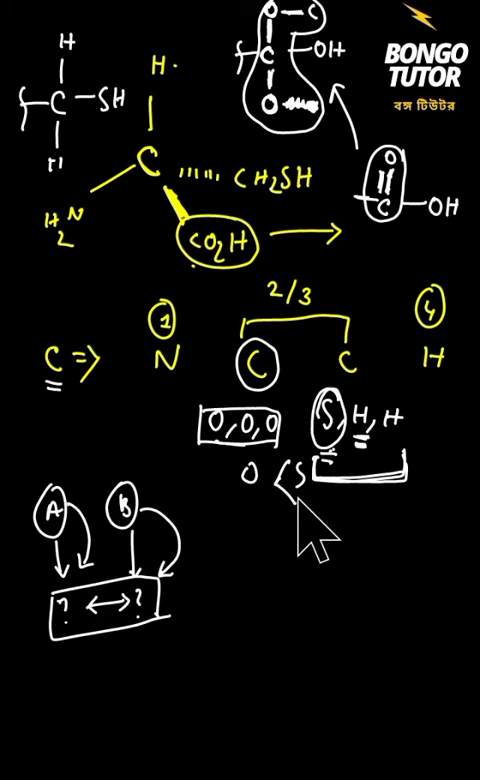 O - C
H
H.
C - OH
BONGO
TUTOR
বঙ্গ টিউটর
C - SH
O
H
C
CH₂SH
O
C - OH
H₂N
CO₂H
2/3
1
4
C => N C C H
O, O, O
S, H, H
O < S
A B
? ↔ ?